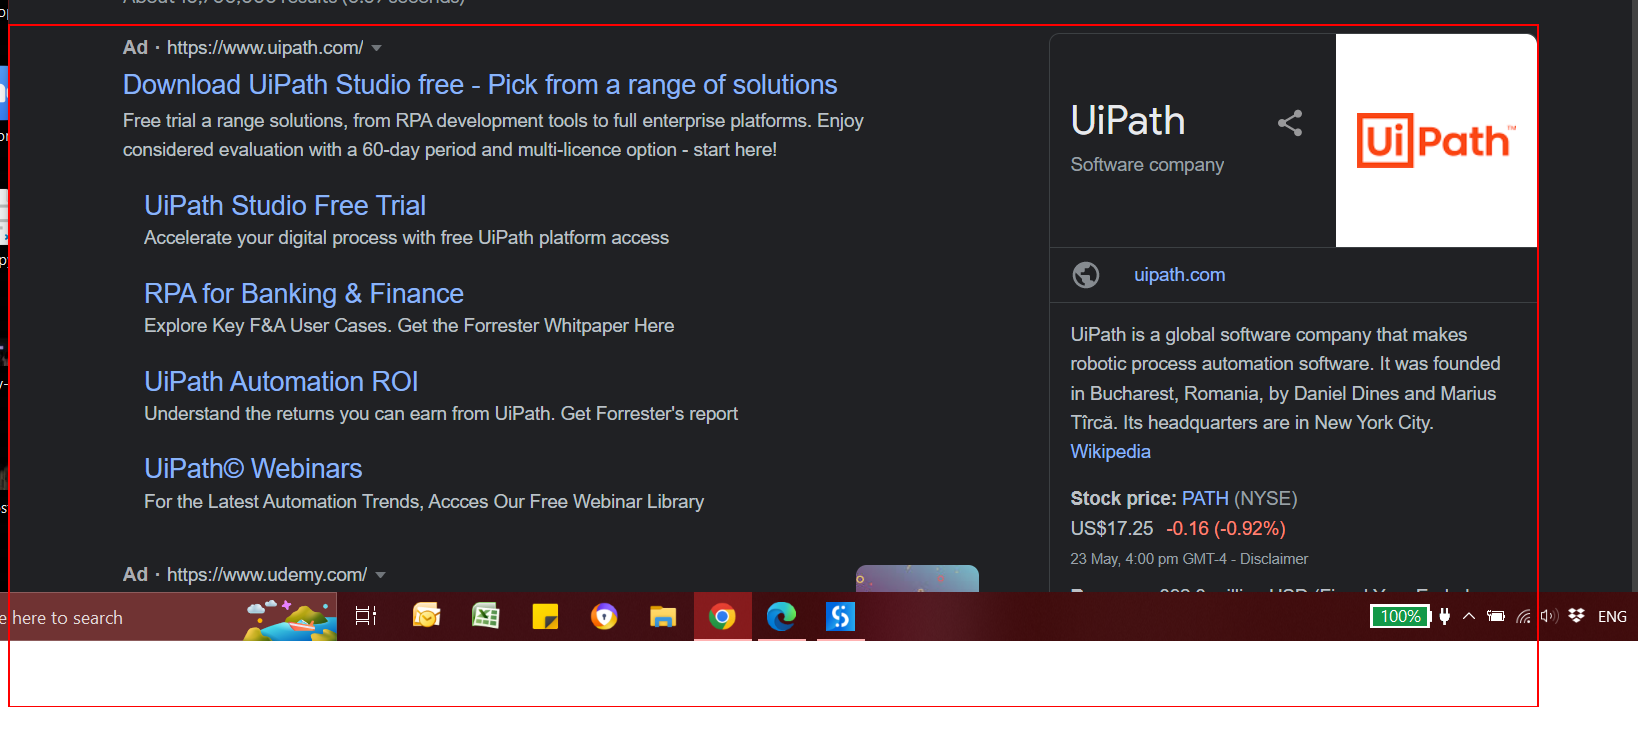 Ad · https://www.uipath.com/
Download UiPath Studio free - Pick from a range of solutions
Free trial a range solutions, from RPA development tools to full enterprise platforms. Enjoy
considered evaluation with a 60-day period and multi-licence option - start here!
UiPath Studio Free Trial
Accelerate your digital process with free UiPath platform access
RPA for Banking & Finance
Explore Key F&A User Cases. Get the Forrester Whitpaper Here
UiPath Automation ROI
Understand the returns you can earn from UiPath. Get Forrester's report
UiPath© Webinars
For the Latest Automation Trends, Accces Our Free Webinar Library
Ad · https://www.udemy.com/
UiPath
Software company
UiPath™
uipath.com
UiPath is a global software company that makes
robotic process automation software. It was founded
in Bucharest, Romania, by Daniel Dines and Marius
Tîrcă. Its headquarters are in New York City.
Wikipedia
Stock price: PATH (NYSE)
US$17.25 -0.16 (-0.92%)
23 May, 4:00 pm GMT-4 - Disclaimer
e here to search
100%
ENG